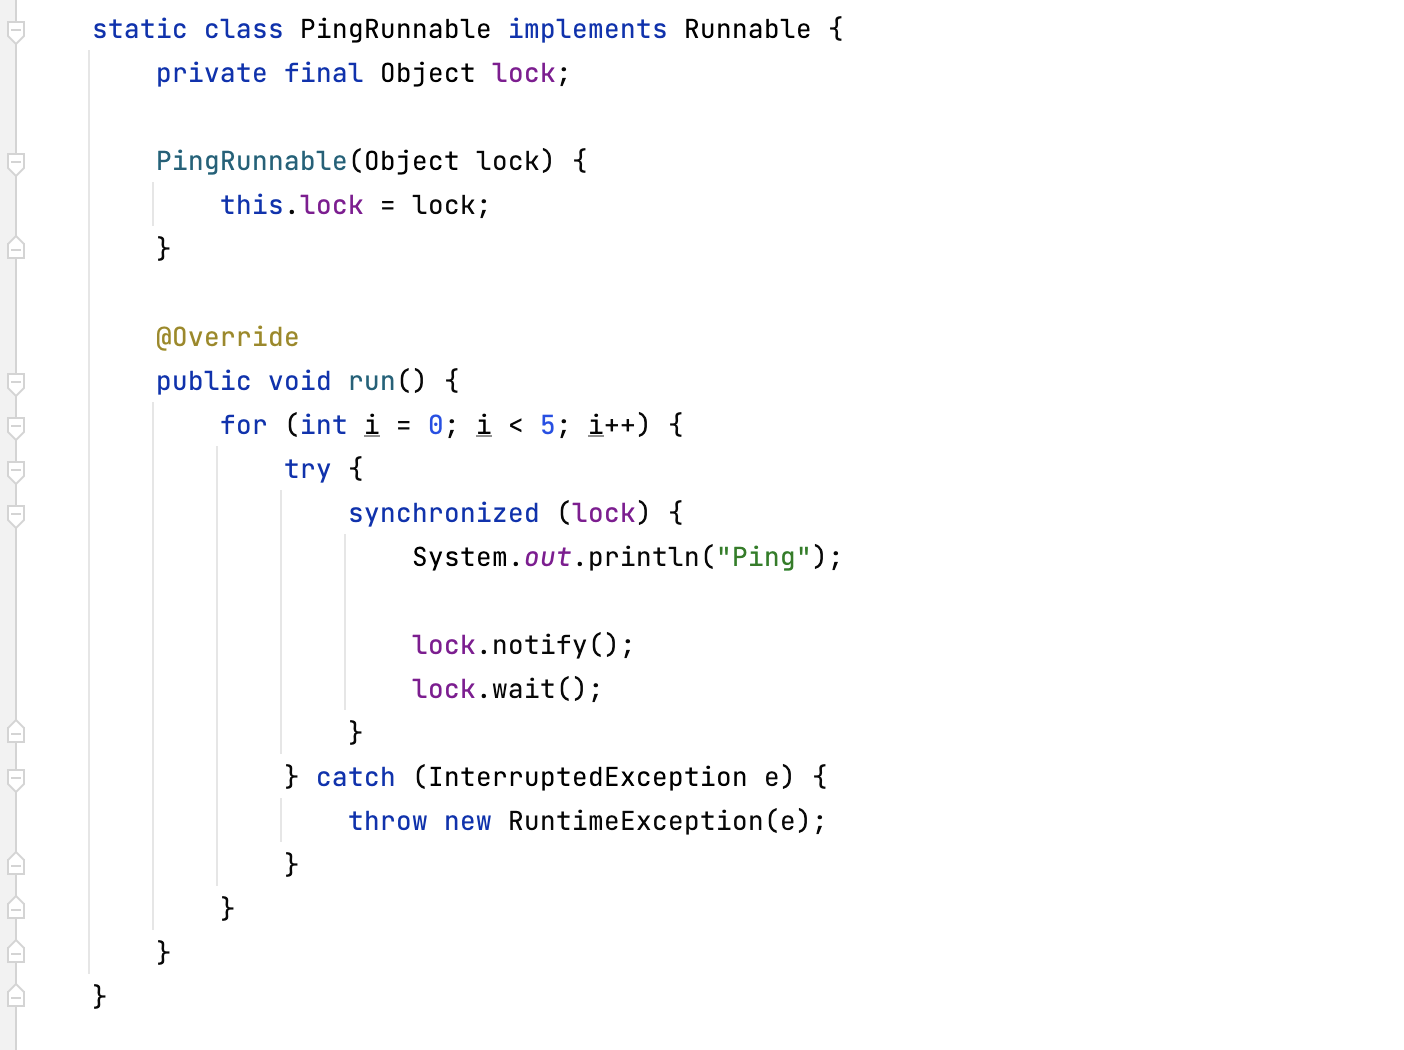 static class PingRunnable implements Runnable {
    private final Object lock;

    PingRunnable(Object lock) {
        this.lock = lock;
    }

    @Override
    public void run() {
        for (int i = 0; i < 5; i++) {
            try {
                synchronized (lock) {
                    System.out.println("Ping");

                    lock.notify();
                    lock.wait();
                }
            } catch (InterruptedException e) {
                throw new RuntimeException(e);
            }
        }
    }
}